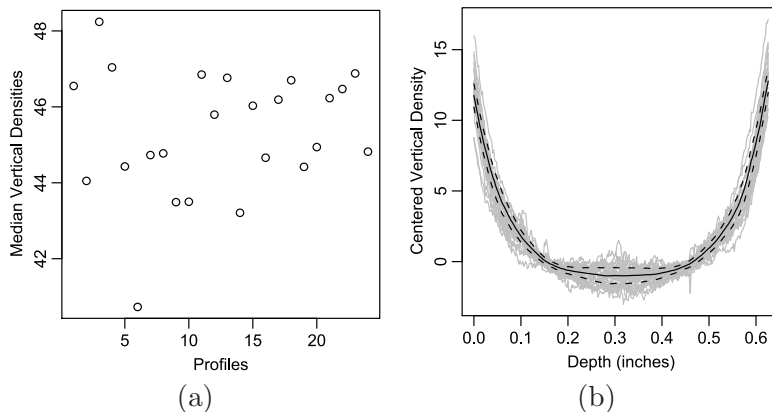 Median Vertical Densities
48
46
44
42
5 10 15 20
Profiles
(a)
Centered Vertical Density
15
10
5
0
0.0 0.1 0.2 0.3 0.4 0.5 0.6
Depth (inches)
(b)